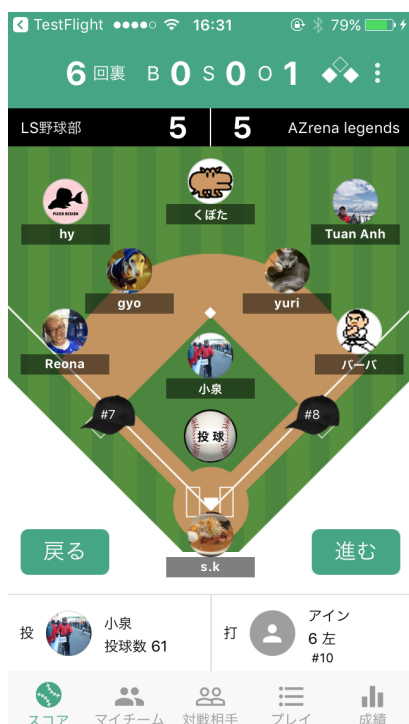 TestFlight 16:31 79%
6 回裏 B 0 S 0 O 1
LS野球部 5 5 AZrena legends
くぼた
hy Tuan Anh
gyo yuri
Reona 小泉 バーバ
#7 #8
投球
戻る 進む
s.k
投 小泉 投球数 61
打 アイン 6 左 #10
スコア マイチーム 対戦相手 プレイ 成績